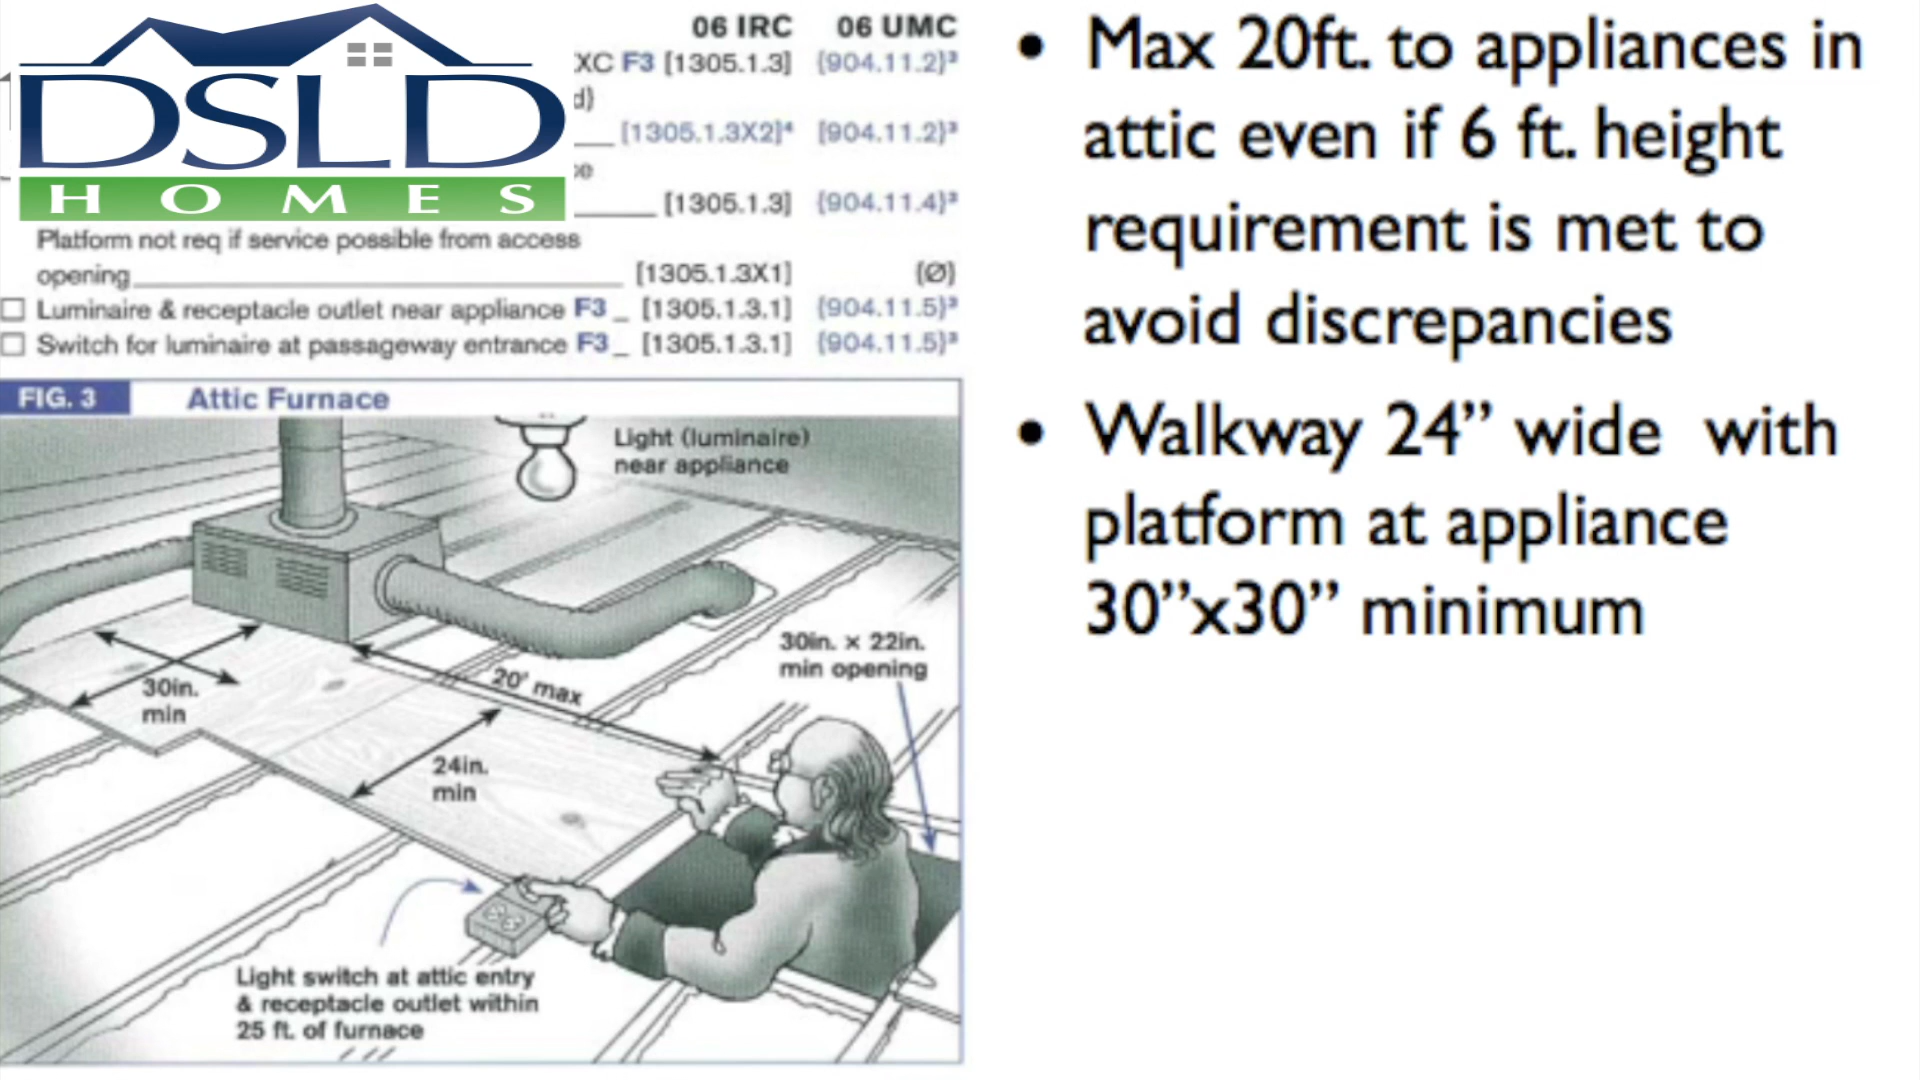 DSLD
HOMES
06 IRC 06 UMC
XC F3 [1305.1.3] {904.11.2}³
d)
[1305.1.3X2]⁴ [904.11.2}³
[1305.1.3] {904.11.4}³
Platform not req if service possible from access
opening [1305.1.3X1] {Ø}
Luminaire & receptacle outlet near appliance F3 _ [1305.1.3.1] {904.11.5}³
Switch for luminaire at passageway entrance F3 _ [1305.1.3.1] {904.11.5}³
FIG. 3 Attic Furnace
Light (luminaire)
near appliance
30in. × 22in.
min opening
20' max
30in.
min
24in.
min
Light switch at attic entry
& receptacle outlet within
25 ft. of furnace
• Max 20ft. to appliances in
attic even if 6 ft. height
requirement is met to
avoid discrepancies
• Walkway 24” wide with
platform at appliance
30”x30” minimum